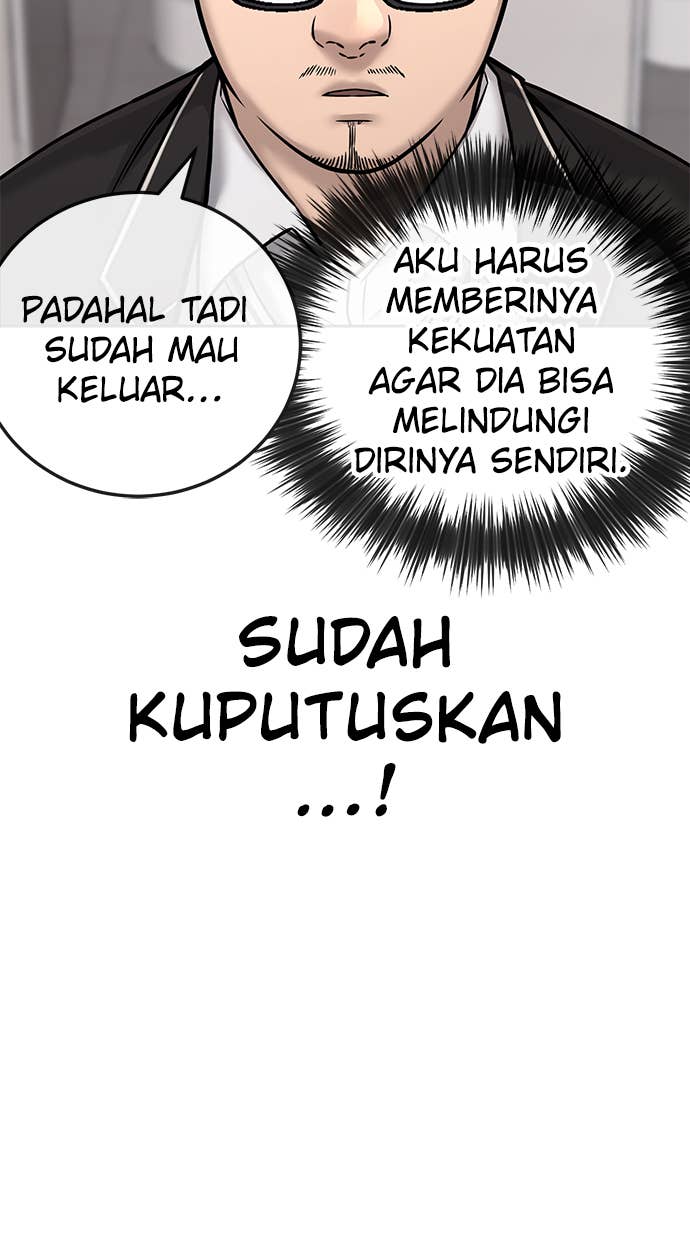 PADAHAL TADI
SUDAH MAU
KELUAR...
AKU HARUS
MEMBERINYA
KEKUATAN
AGAR DIA BISA
MELINDUNGI
DIRINYA SENDIRI.
SUDAH
KUPUTUSKAN
...!